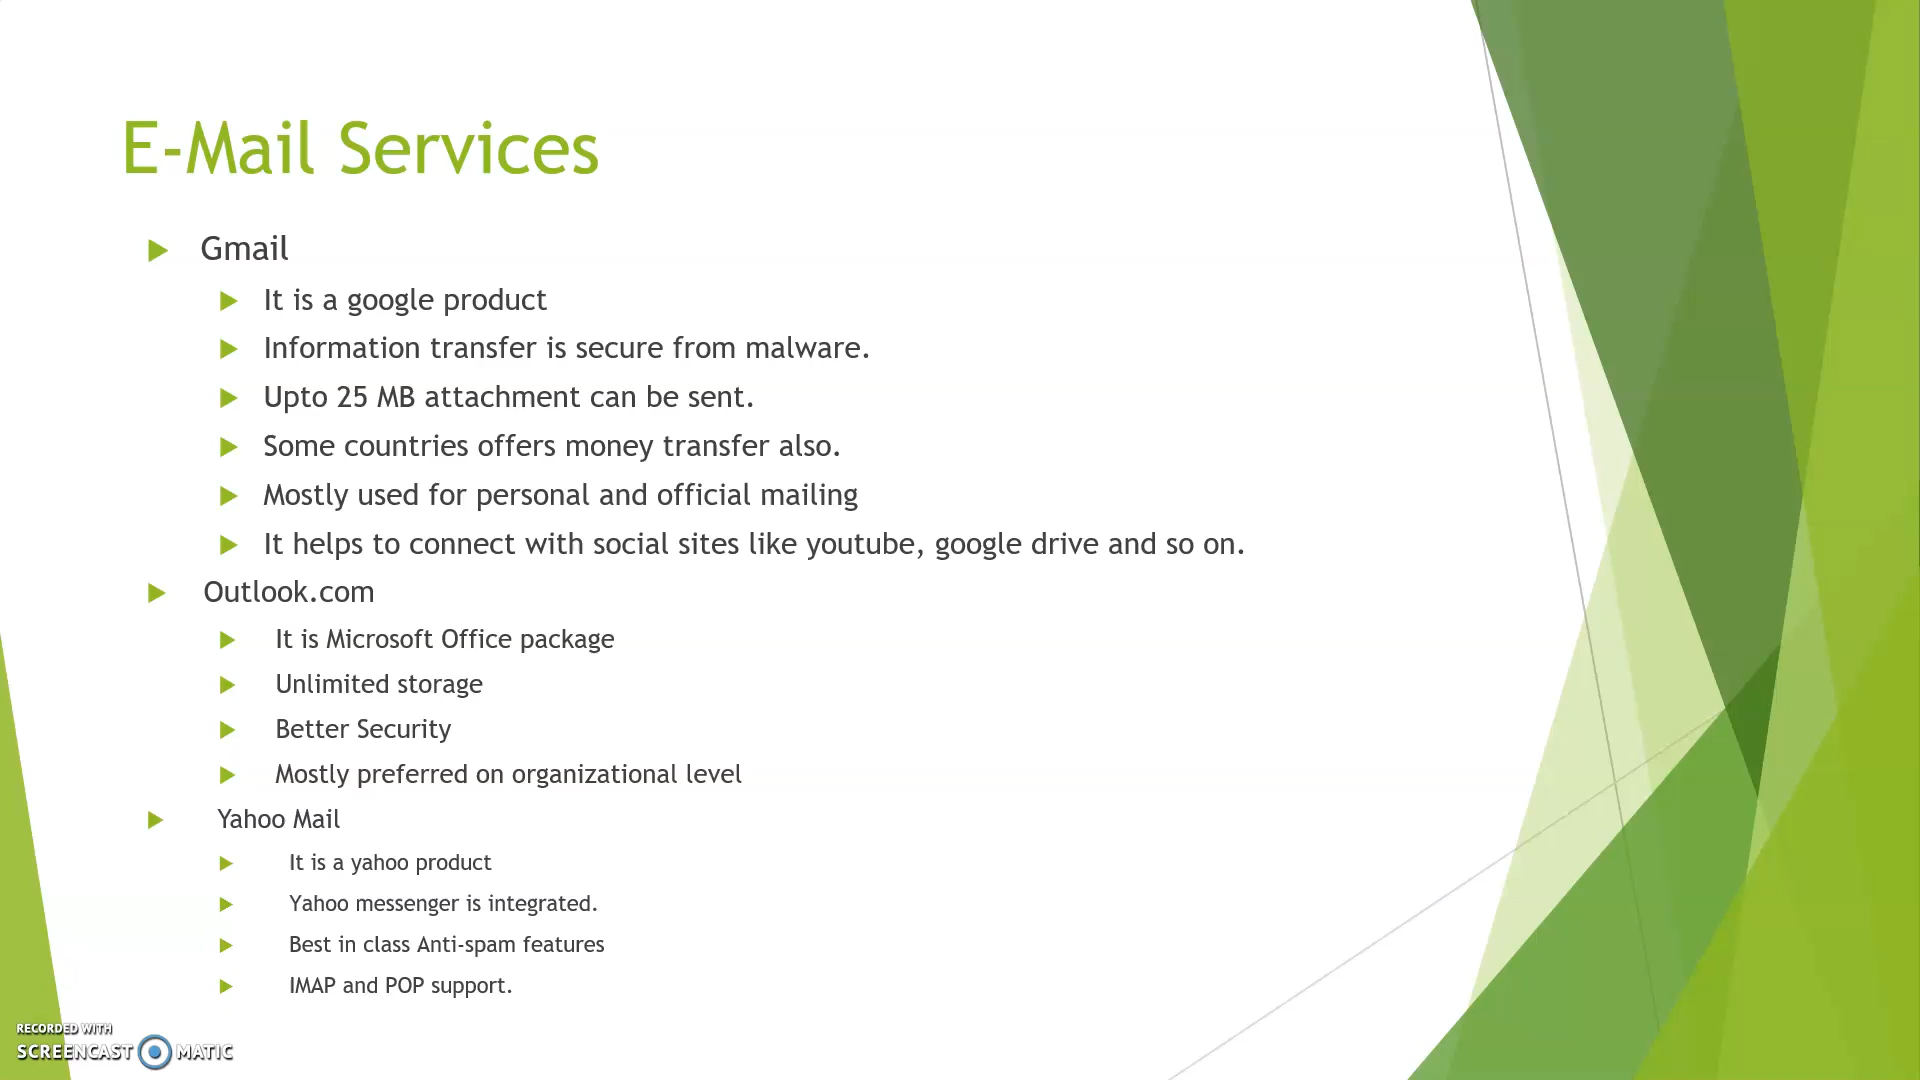 E-Mail Services
Gmail
It is a google product
Information transfer is secure from malware.
Upto 25 MB attachment can be sent.
Some countries offers money transfer also.
Mostly used for personal and official mailing
It helps to connect with social sites like youtube, google drive and so on.
Outlook.com
It is Microsoft Office package
Unlimited storage
Better Security
Mostly preferred on organizational level
Yahoo Mail
It is a yahoo product
Yahoo messenger is integrated.
Best in class Anti-spam features
IMAP and POP support.
RECORDED WITH
SCREENCAST MATIC